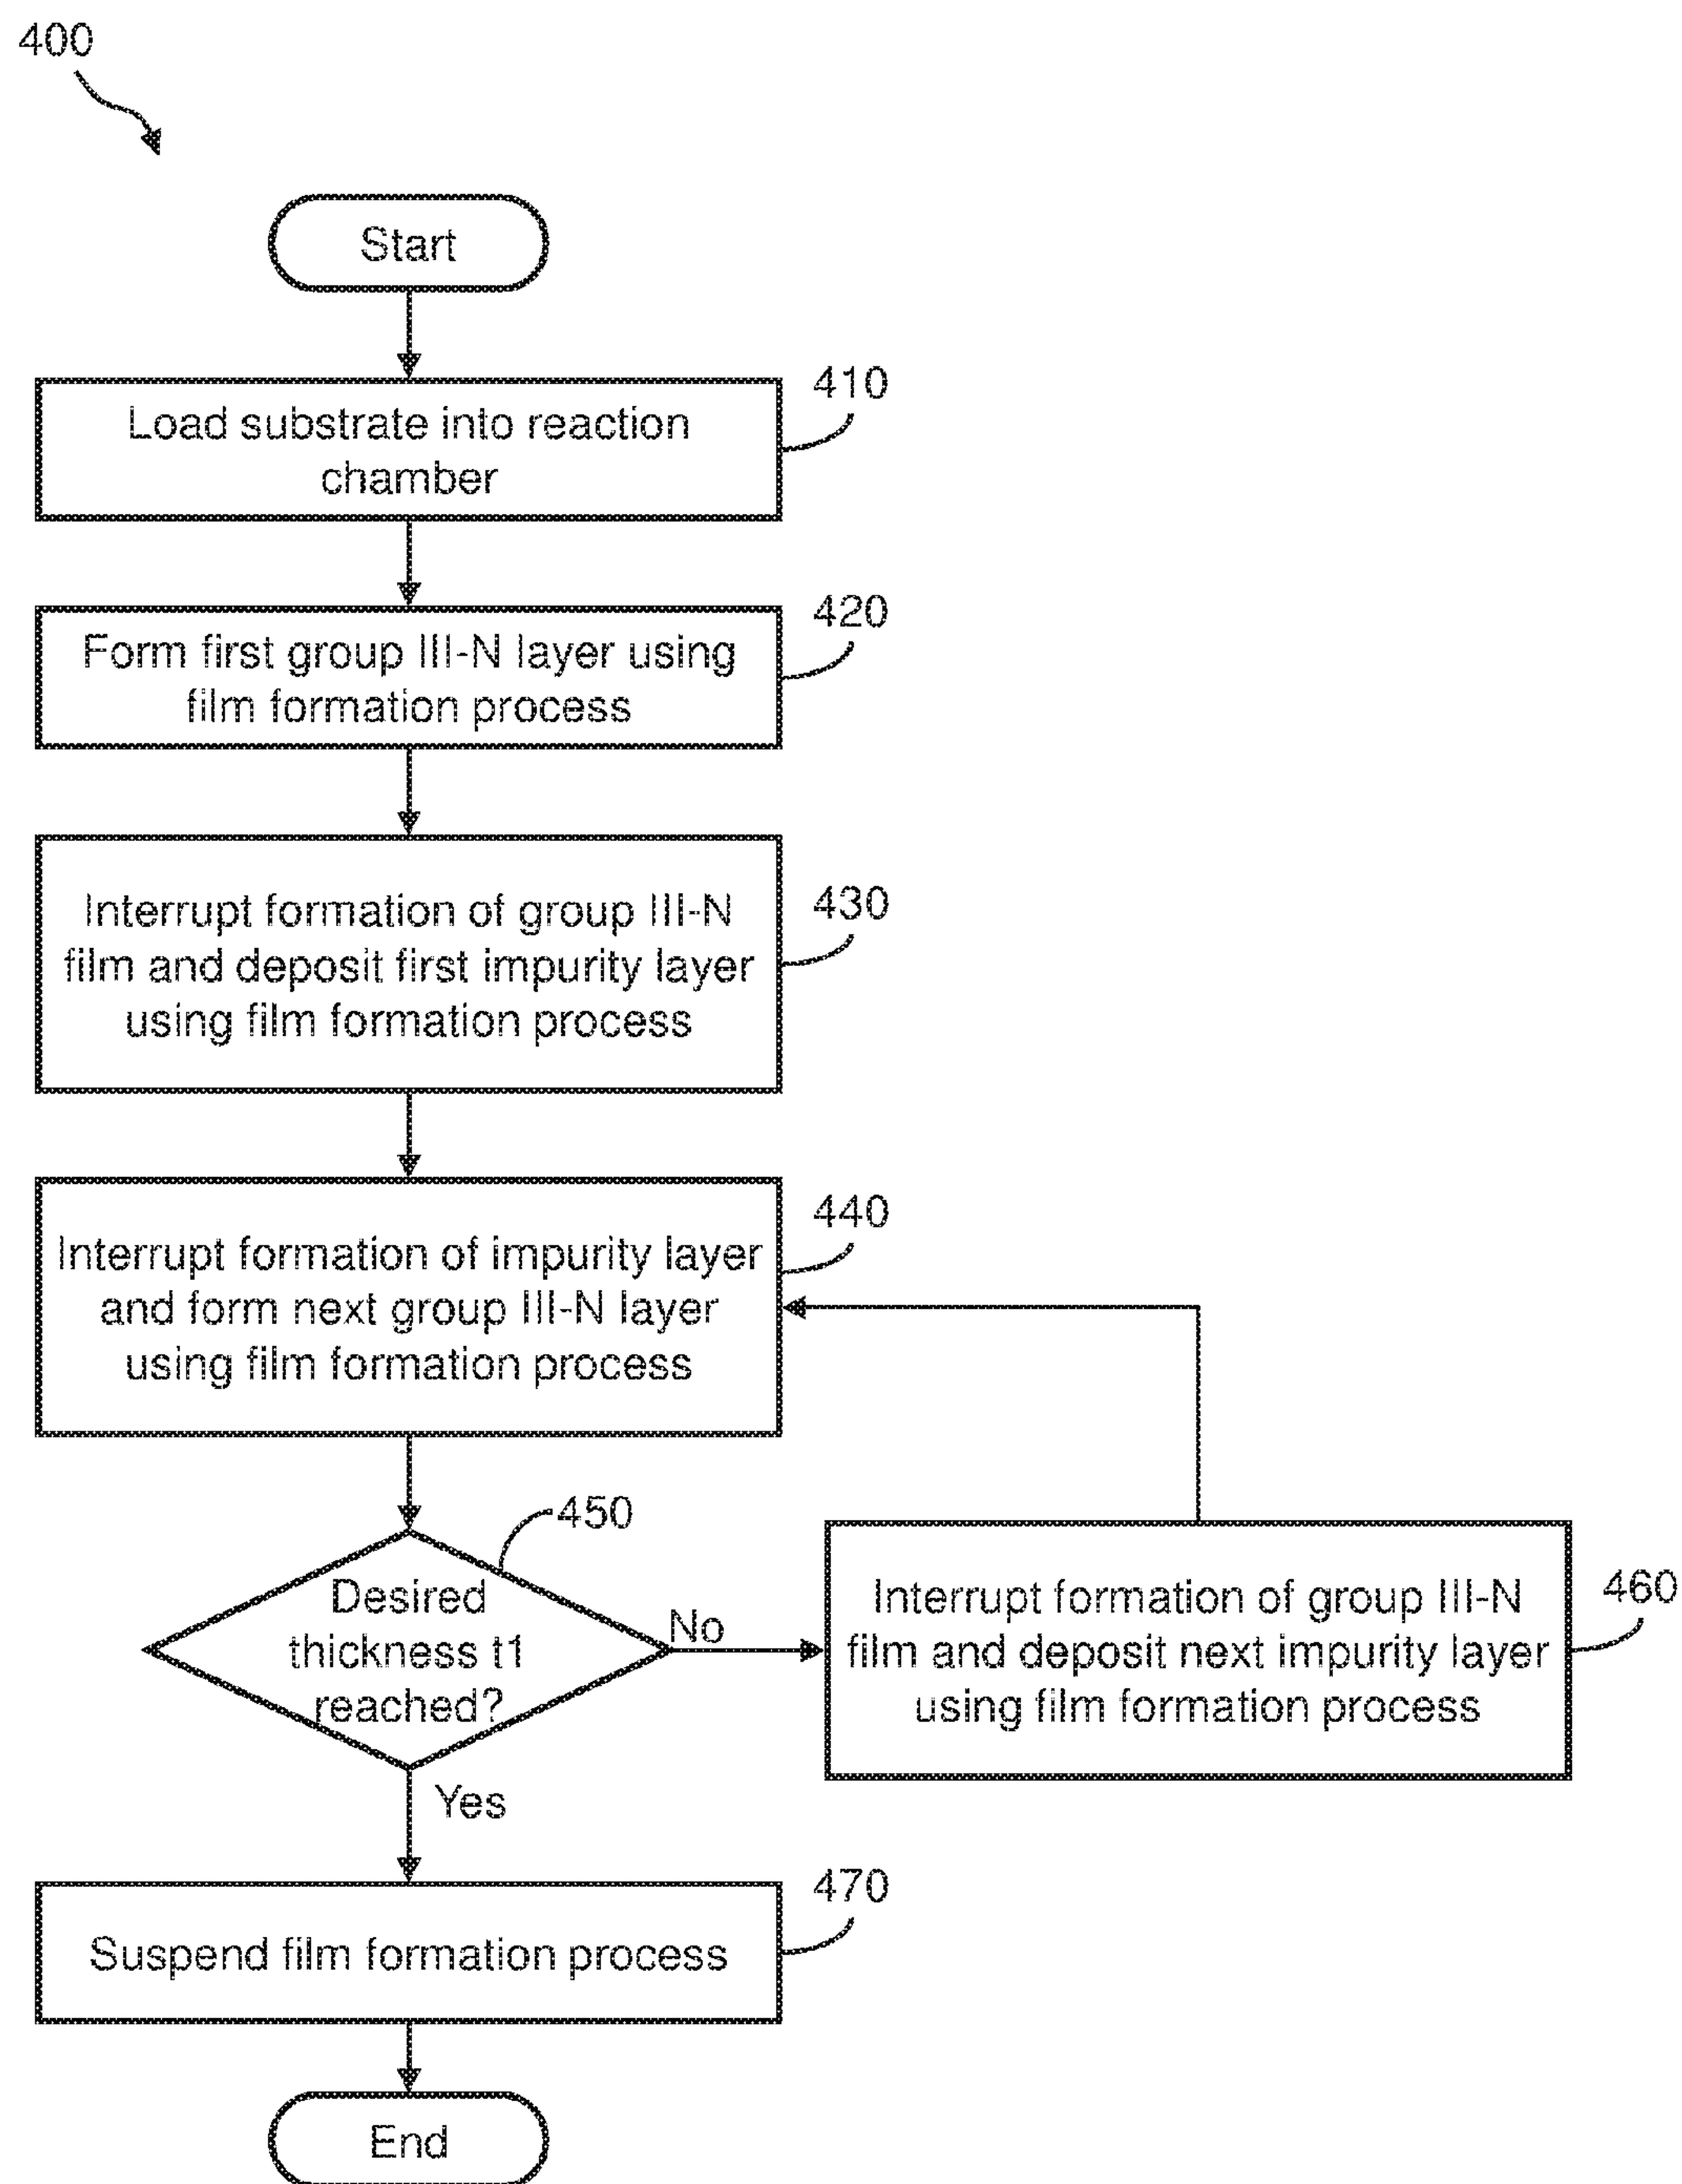 400
Start
410
Load substrate into reaction
chamber
420
Form first group III-N layer using
film formation process
430
Interrupt formation of group III-N
film and deposit first impurity layer
using film formation process
440
Interrupt formation of impurity layer
and form next group III-N layer
using film formation process
450
Desired
thickness t1
reached?
No
460
Interrupt formation of group III-N
film and deposit next impurity layer
using film formation process
Yes
470
Suspend film formation process
End